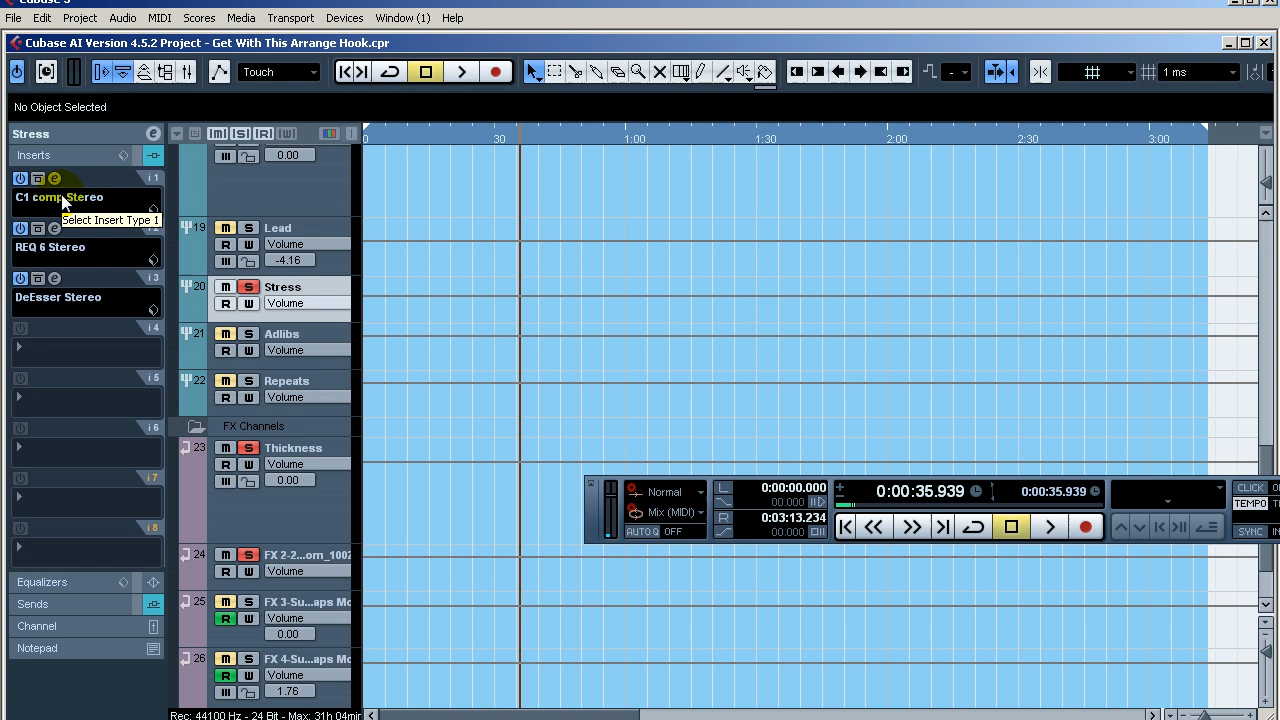 Cubase 5
File Edit Project Audio MIDI Scores Media Transport Devices Window (1) Help
Cubase AI Version 4.5.2 Project - Get With This Arrange Hook.cpr
Touch
1 ms
No Object Selected
Stress
Inserts
i 1
C1 comp Stereo
Select Insert Type 1
REQ 6 Stereo
i 3
DeEsser Stereo
i 4
i 5
i 6
i 7
i 8
Equalizers
Sends
Channel
Notepad
[M] [S] [R] [W]
0 30 1:00 1:30 2:00 2:30 3:00
0.00
19 M S Lead
R W Volume
-4.16
20 M S Stress
R W Volume
21 M S Adlibs
R W Volume
22 M S Repeats
R W Volume
FX Channels
23 M S Thickness
R W Volume
0.00
24 M S FX 2-2...om_1002
R W Volume
25 M S FX 3-Su...aps Mo
R Volume
0.00
26 M S FX 4-Su...aps Mo
R Volume
1.76
Normal
Mix (MIDI)
AUTO Q OFF
L 0:00:00.000
00.000
R 0:03:13.234
00.000
0:00:35.939 0:00:35.939
CLICK
TEMPO
SYNC
Rec: 44100 Hz - 24 Bit - Max: 31h 04min